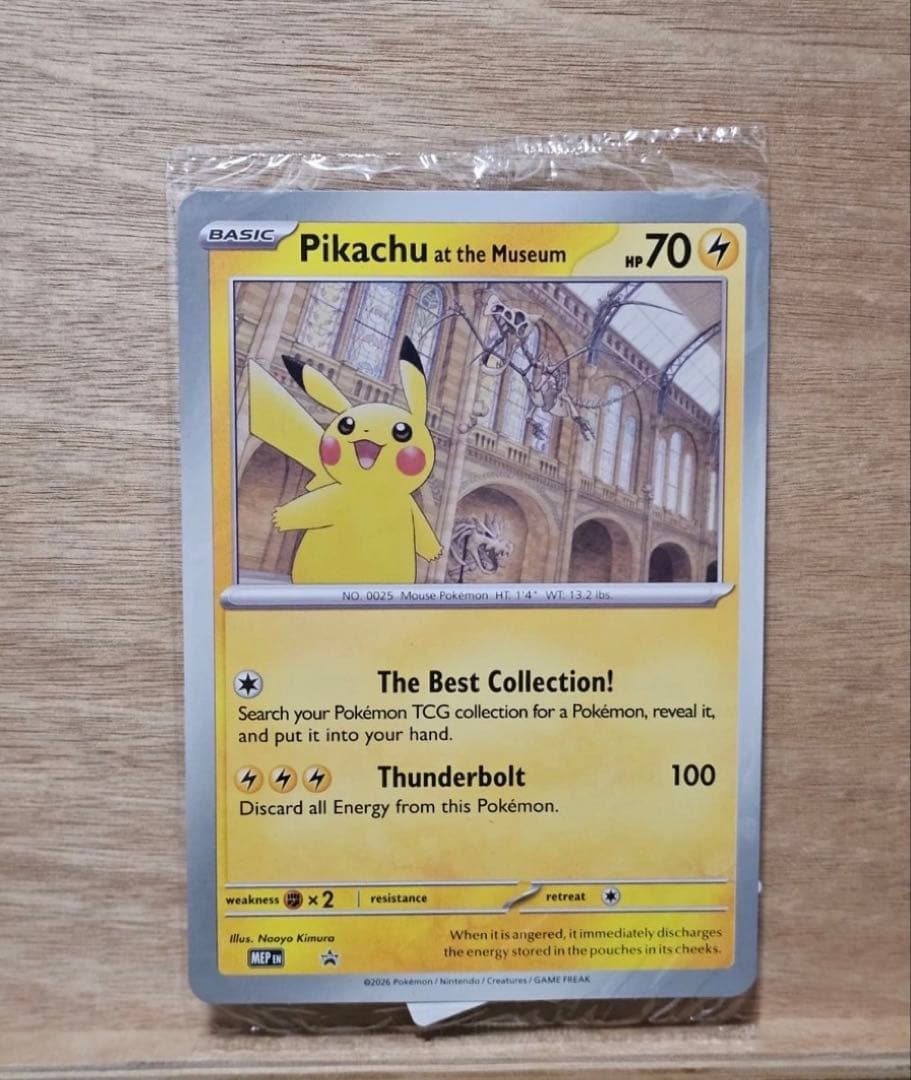 BASIC Pikachu at the Museum HP 70
NO. 0025 Mouse Pokémon HT: 1'4" WT: 13.2 lbs.
The Best Collection!
Search your Pokémon TCG collection for a Pokémon, reveal it,
and put it into your hand.
Thunderbolt 100
Discard all Energy from this Pokémon.
weakness ×2 resistance retreat
Illus. Naoyo Kimura
MEP EN
When it is angered, it immediately discharges
the energy stored in the pouches in its cheeks.
©2026 Pokémon / Nintendo / Creatures / GAME FREAK